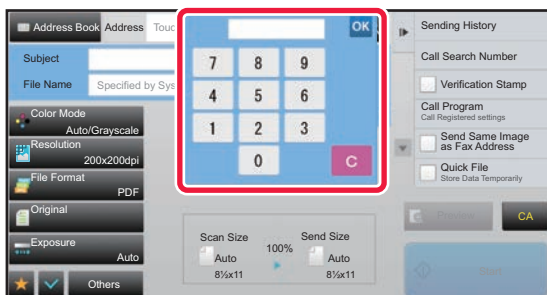 Address Book
Address
Touc
Subject
File Name
Specified by Sys
OK
7 8 9
4 5 6
1 2 3
0
C
Color Mode
Auto/Grayscale
Resolution
200x200dpi
File Format
PDF
Original
Exposure
Auto
Others
Scan Size
100%
Send Size
Auto
Auto
8½x11
8½x11
Sending History
Call Search Number
Verification Stamp
Call Program
Call Registered settings
Send Same Image
as Fax Address
Quick File
Store Data Temporarily
CA
Start